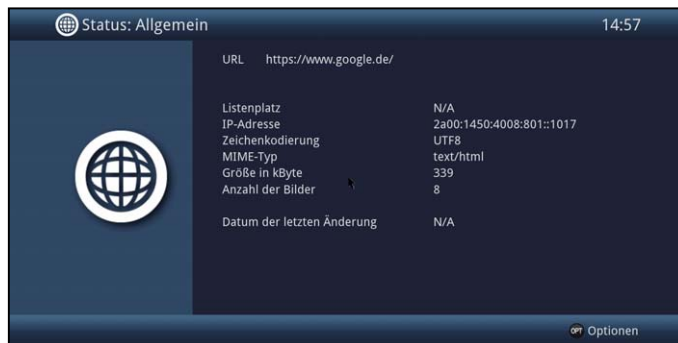 Status: Allgemein 14:57
URL https://www.google.de/
Listenplatz N/A
IP-Adresse 2a00:1450:4008:801::1017
Zeichenkodierung UTF8
MIME-Typ text/html
Größe in kByte 339
Anzahl der Bilder 8
Datum der letzten Änderung N/A
OPT Optionen